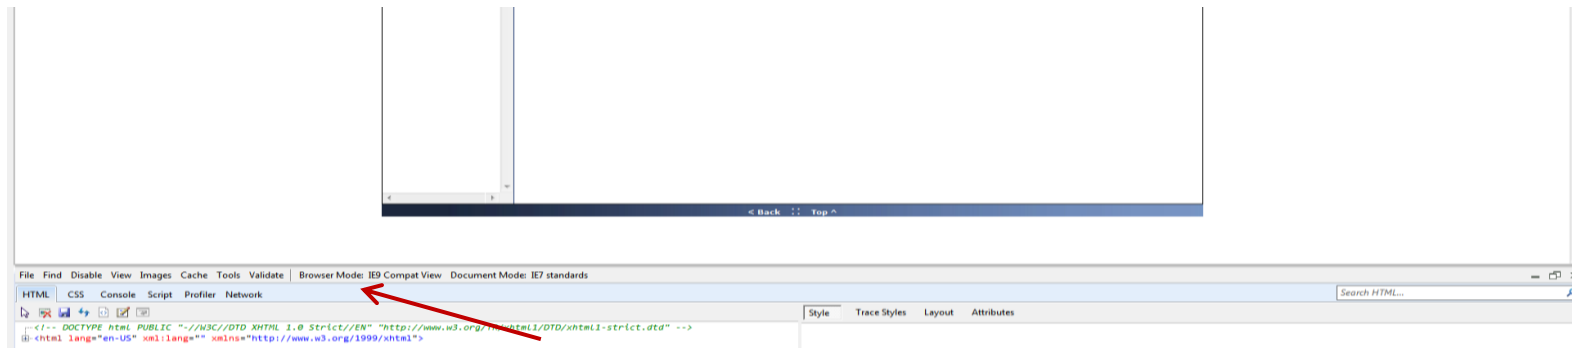 < Back :: Top ^
File Find Disable View Images Cache Tools Validate | Browser Mode: IE9 Compat View Document Mode: IE7 standards
HTML CSS Console Script Profiler Network Search HTML...
Style Trace Styles Layout Attributes
<!-- DOCTYPE html PUBLIC "-//W3C//DTD XHTML 1.0 Strict//EN" "http://www.w3.org/TR/xhtml1/DTD/xhtml1-strict.dtd" -->
<html lang="en-US" xml:lang="" xmlns="http://www.w3.org/1999/xhtml">